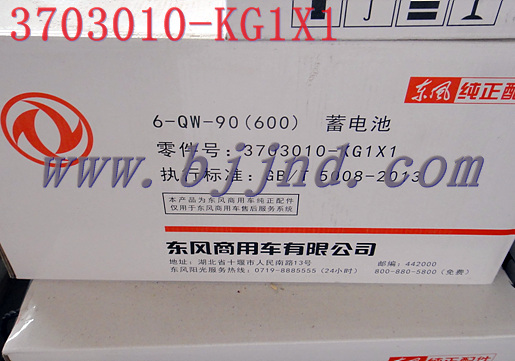 3703010-KG1X1
东风 纯正配
6-QW-90(600) 蓄电池
零件号: 3703010-KG1X1
执行标准: GB/T 5008-2013
www.bjjnd.com
本产品为东风商用车纯正配件
仅用于东风商用车售后服务系统
东风商用车有限公司
地址: 湖北省十堰市人民南路13号 邮编: 442000
东风阳光服务热线: 0719-8885555(24小时) 800-880-5800(免费)